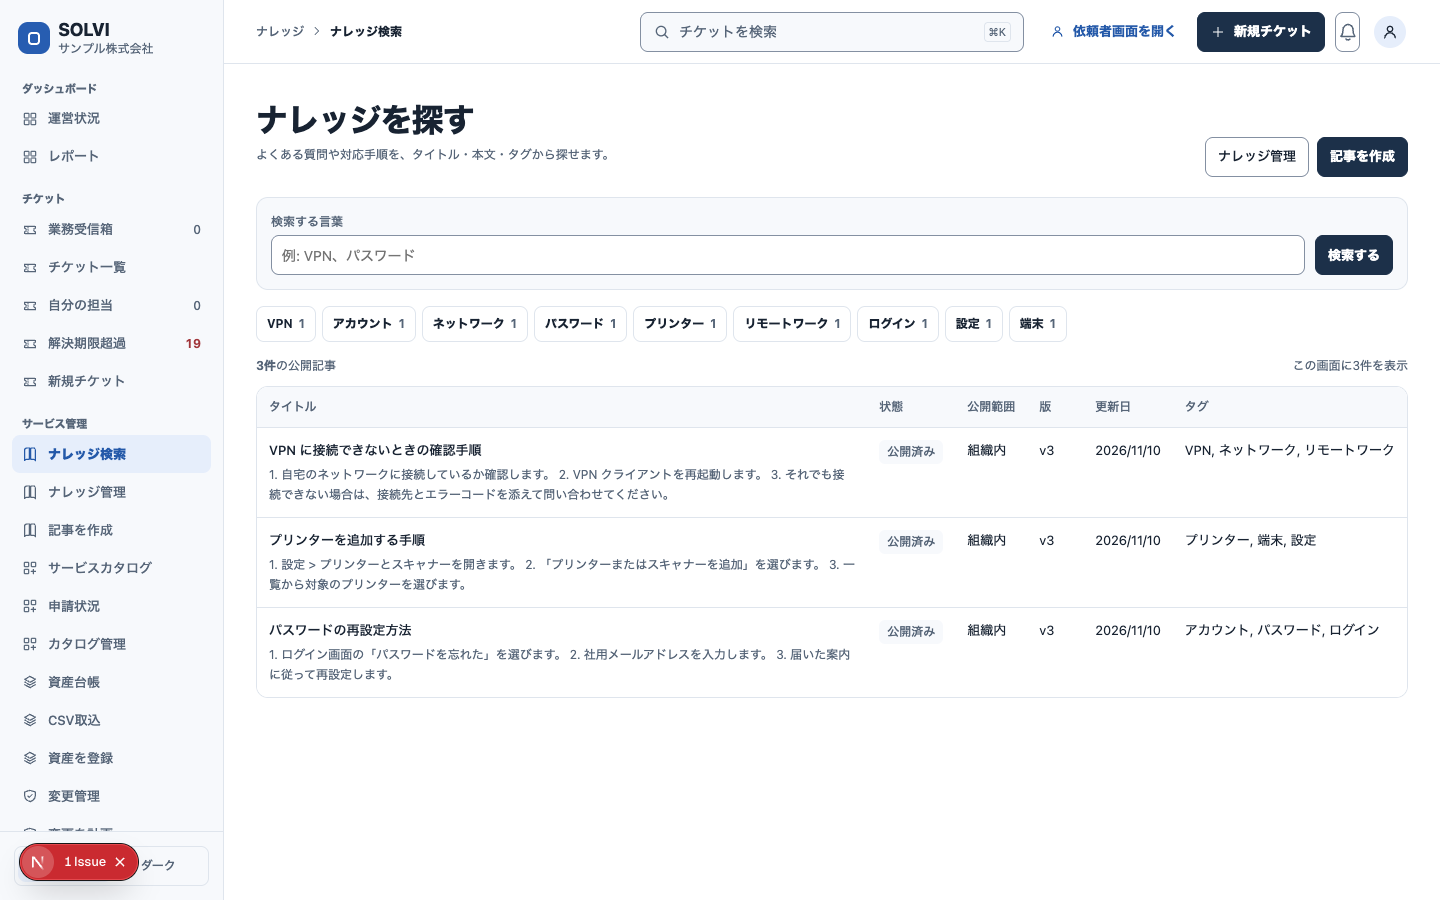 SOLVI
サンプル株式会社
ダッシュボード
運営状況
レポート
チケット
業務受信箱 0
チケット一覧
自分の担当 0
解決期限超過 19
新規チケット
サービス管理
ナレッジ検索
ナレッジ管理
記事を作成
サービスカタログ
申請状況
カタログ管理
資産台帳
CSV取込
資産を登録
変更管理
1 Issue
ダーク
ナレッジ > ナレッジ検索
チケットを検索 ⌘K
依頼者画面を開く
新規チケット
ナレッジを探す
よくある質問や対応手順を、タイトル・本文・タグから探せます。
ナレッジ管理
記事を作成
検索する言葉
例: VPN、パスワード
検索する
VPN 1 アカウント 1 ネットワーク 1 パスワード 1 プリンター 1 リモートワーク 1 ログイン 1 設定 1 端末 1
3件の公開記事
この画面に3件を表示
タイトル 状態 公開範囲 版 更新日 タグ
VPN に接続できないときの確認手順 公開済み 組織内 v3 2026/11/10 VPN, ネットワーク, リモートワーク
1. 自宅のネットワークに接続しているか確認します。 2. VPN クライアントを再起動します。 3. それでも接
続できない場合は、接続先とエラーコードを添えて問い合わせてください。
プリンターを追加する手順 公開済み 組織内 v3 2026/11/10 プリンター, 端末, 設定
1. 設定 > プリンターとスキャナーを開きます。 2. 「プリンターまたはスキャナーを追加」を選びます。 3. 一
覧から対象のプリンターを選びます。
パスワードの再設定方法 公開済み 組織内 v3 2026/11/10 アカウント, パスワード, ログイン
1. ログイン画面の「パスワードを忘れた」を選びます。 2. 社用メールアドレスを入力します。 3. 届いた案内
に従って再設定します。